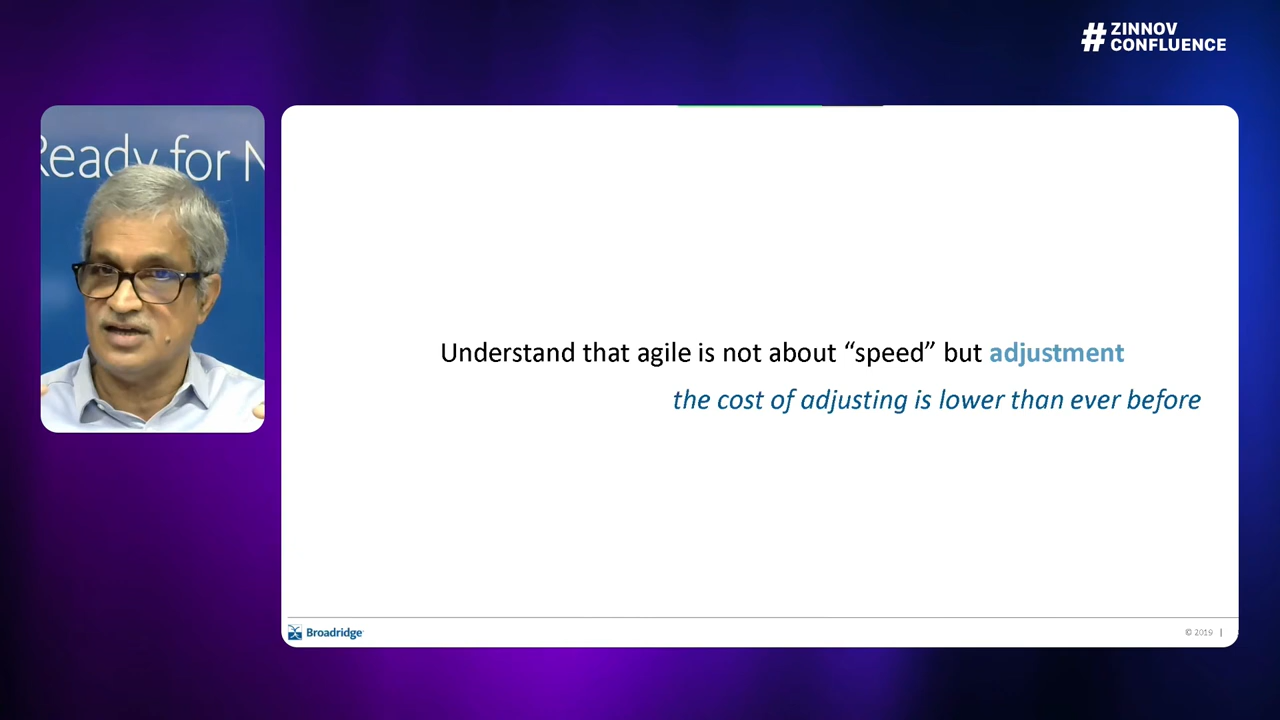 # ZINNOV
CONFLUENCE
Ready for N
Understand that agile is not about “speed” but adjustment
the cost of adjusting is lower than ever before
Broadridge
© 2019 |